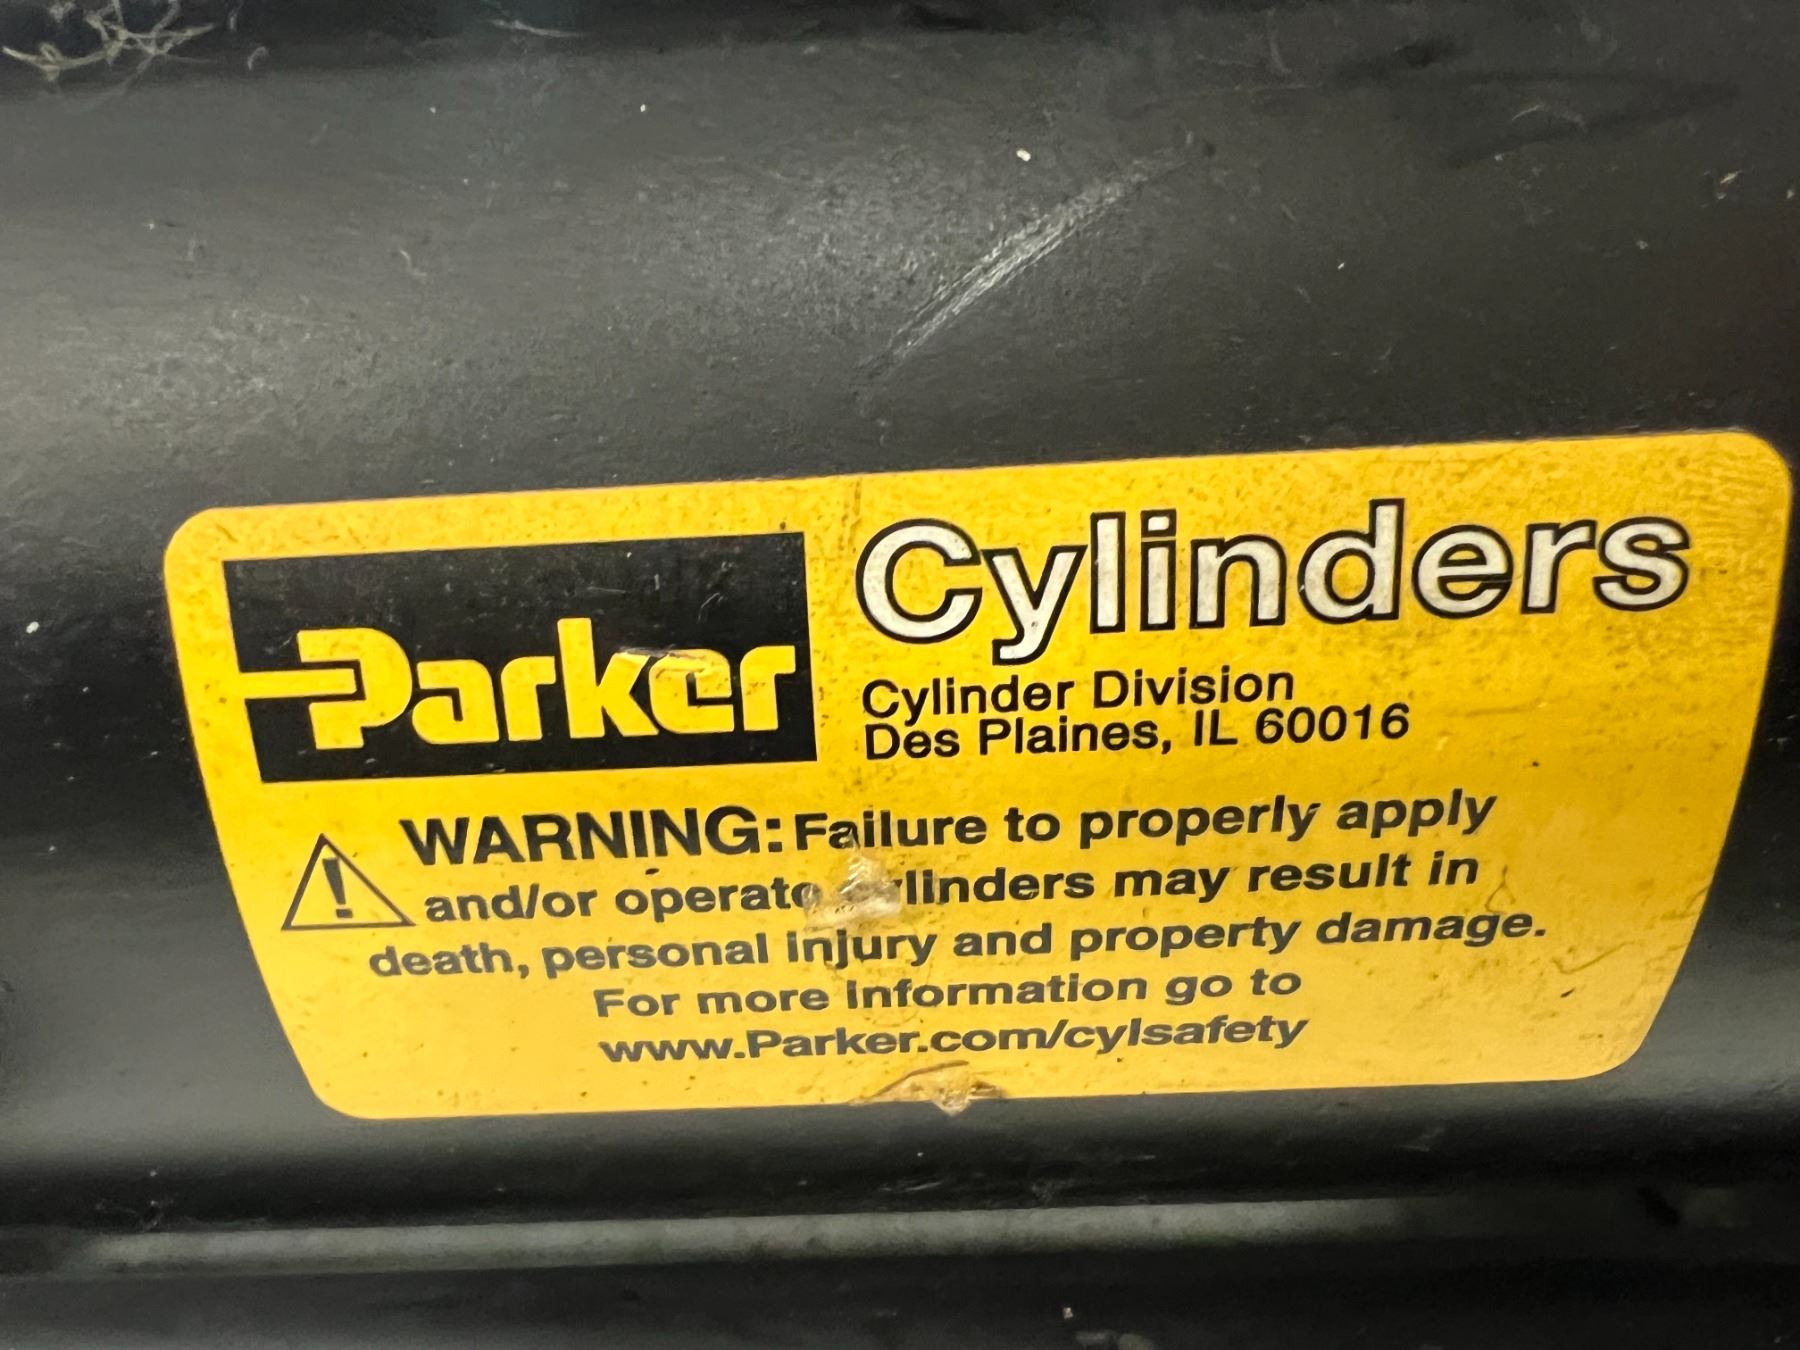 Parker
Cylinders
Cylinder Division
Des Plaines, IL 60016
WARNING: Failure to properly apply
and/or operate cylinders may result in
death, personal injury and property damage.
For more information go to
www.Parker.com/cylsafety